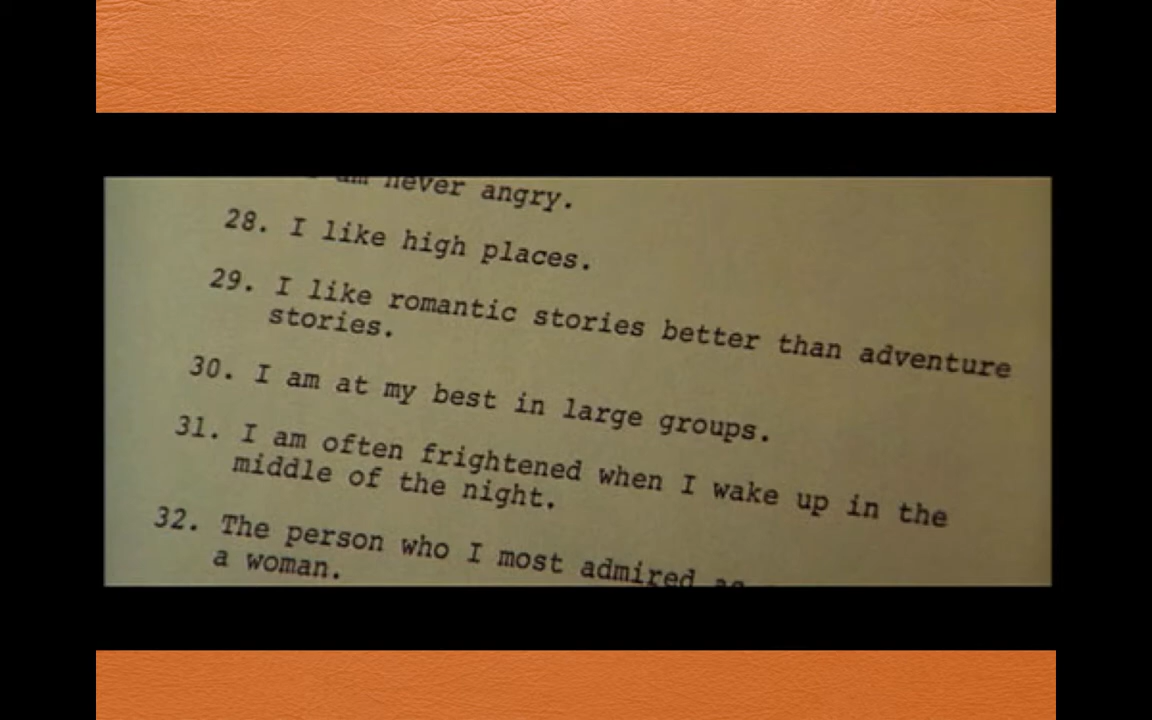 am never angry.
28. I like high places.
29. I like romantic stories better than adventure
stories.
30. I am at my best in large groups.
31. I am often frightened when I wake up in the
middle of the night.
32. The person who I most admired as
a woman.